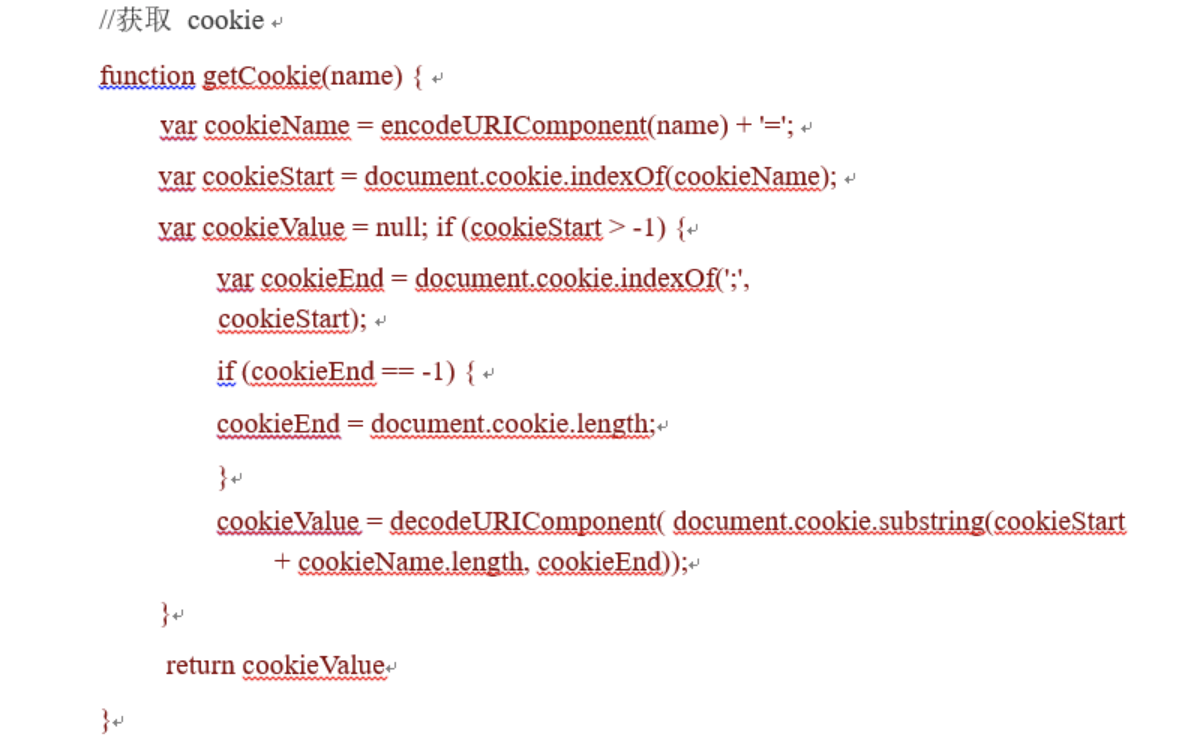 //获取 cookie
function getCookie(name) {
var cookieName = encodeURIComponent(name) + '=';
var cookieStart = document.cookie.indexOf(cookieName);
var cookieValue = null; if (cookieStart > -1) {
var cookieEnd = document.cookie.indexOf(';',
cookieStart);
if (cookieEnd == -1) {
cookieEnd = document.cookie.length;
}
cookieValue = decodeURIComponent( document.cookie.substring(cookieStart
+ cookieName.length, cookieEnd));
}
return cookieValue
}